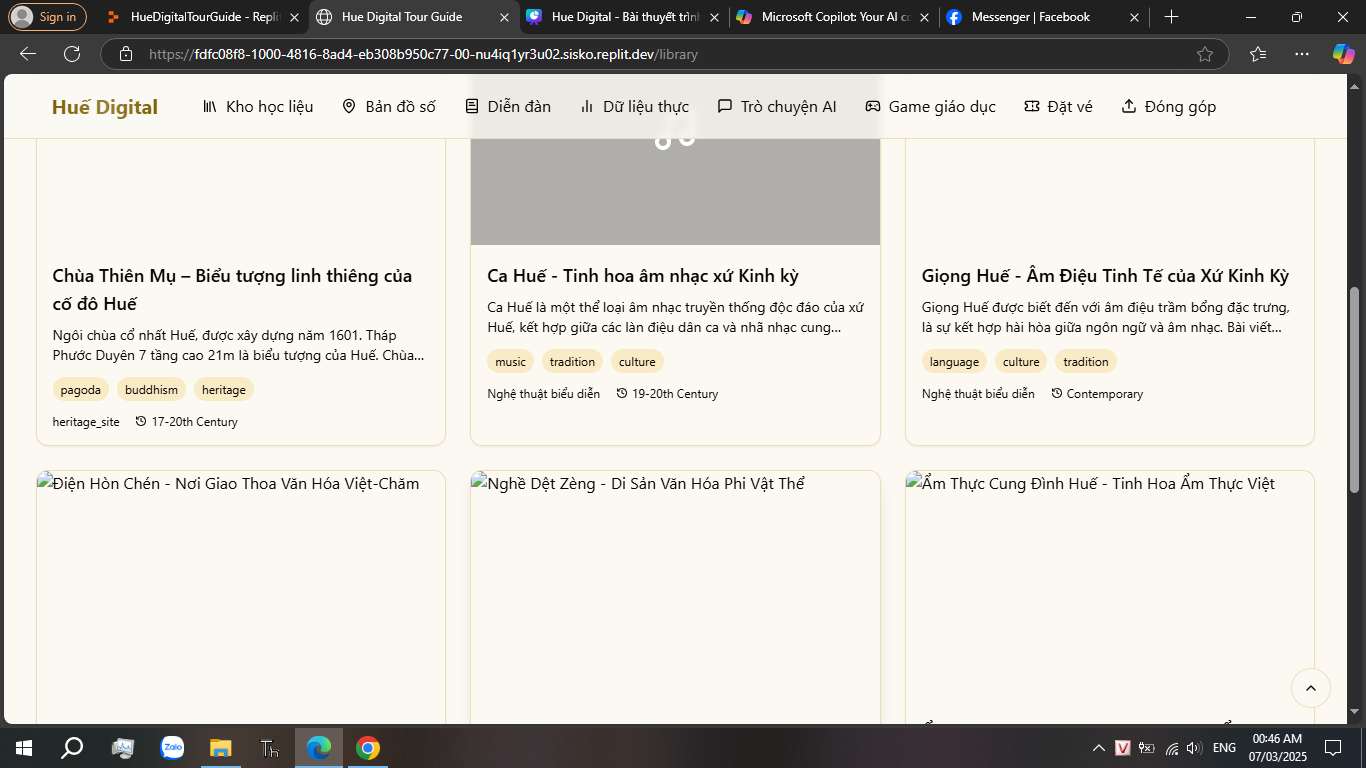 Sign in
HueDigitalTourGuide - Replit
Hue Digital Tour Guide
Hue Digital - Bài thuyết trìn
Microsoft Copilot: Your AI co
Messenger | Facebook
https://fdfc08f8-1000-4816-8ad4-eb308b950c77-00-nu4iq1yr3u02.sisko.replit.dev/library
Huế Digital
Kho học liệu
Bản đồ số
Diễn đàn
Dữ liệu thực
Trò chuyện AI
Game giáo dục
Đặt vé
Đóng góp
Chùa Thiên Mụ – Biểu tượng linh thiêng của
cố đô Huế
Ngôi chùa cổ nhất Huế, được xây dựng năm 1601. Tháp
Phước Duyên 7 tầng cao 21m là biểu tượng của Huế. Chùa...
pagoda buddhism heritage
heritage_site 17-20th Century
Ca Huế - Tinh hoa âm nhạc xứ Kinh kỳ
Ca Huế là một thể loại âm nhạc truyền thống độc đáo của xứ
Huế, kết hợp giữa các làn điệu dân ca và nhã nhạc cung...
music tradition culture
Nghệ thuật biểu diễn 19-20th Century
Giọng Huế - Âm Điệu Tinh Tế của Xứ Kinh Kỳ
Giọng Huế được biết đến với âm điệu trầm bổng đặc trưng,
là sự kết hợp hài hòa giữa ngôn ngữ và âm nhạc. Bài viết...
language culture tradition
Nghệ thuật biểu diễn Contemporary
Điện Hòn Chén - Nơi Giao Thoa Văn Hóa Việt-Chăm
Nghề Dệt Zèng - Di Sản Văn Hóa Phi Vật Thể
Ẩm Thực Cung Đình Huế - Tinh Hoa Ẩm Thực Việt
Zalo
Th
V
ENG
00:46 AM
07/03/2025